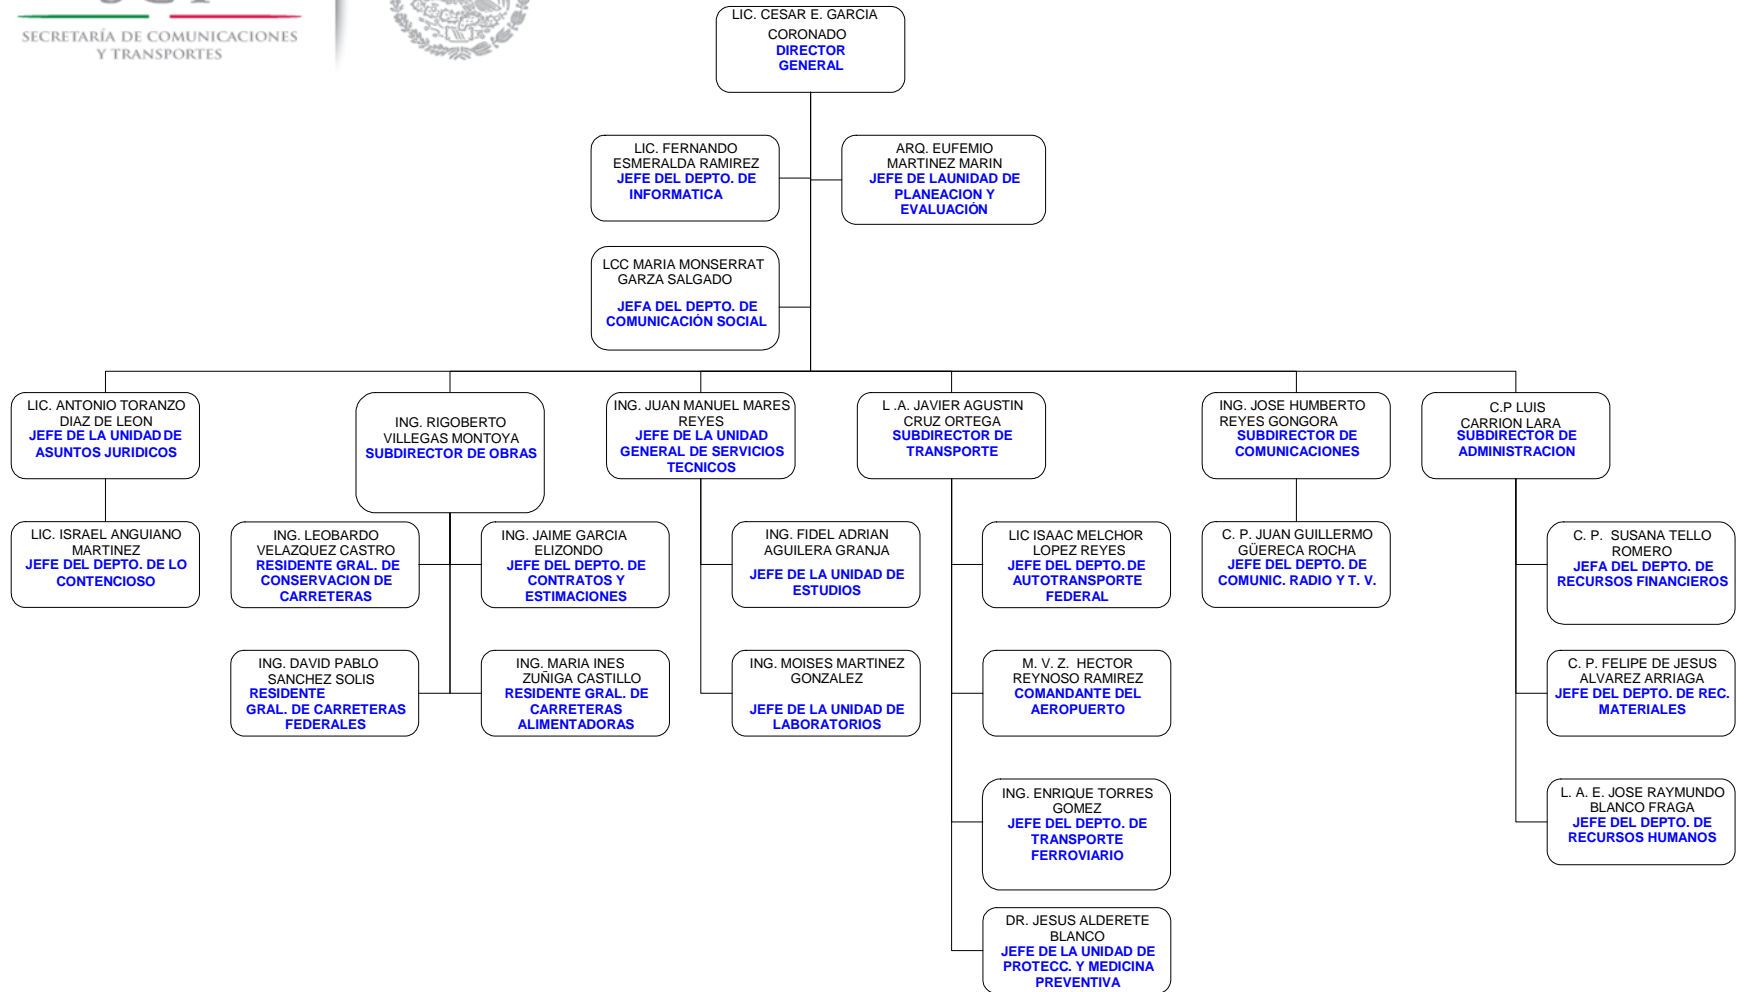 SECRETARÍA DE COMUNICACIONES
Y TRANSPORTES
LIC. CESAR E. GARCIA
CORONADO
DIRECTOR
GENERAL
LIC. FERNANDO
ESMERALDA RAMIREZ
JEFE DEL DEPTO. DE
INFORMATICA
ARQ. EUFEMIO
MARTINEZ MARIN
JEFE DE LAUNIDAD DE
PLANEACION Y
EVALUACIÓN
LCC MARIA MONSERRAT
GARZA SALGADO
JEFA DEL DEPTO. DE
COMUNICACIÓN SOCIAL
LIC. ANTONIO TORANZO
DIAZ DE LEON
JEFE DE LA UNIDAD DE
ASUNTOS JURIDICOS
ING. RIGOBERTO
VILLEGAS MONTOYA
SUBDIRECTOR DE OBRAS
ING. JUAN MANUEL MARES
REYES
JEFE DE LA UNIDAD
GENERAL DE SERVICIOS
TECNICOS
L .A. JAVIER AGUSTIN
CRUZ ORTEGA
SUBDIRECTOR DE
TRANSPORTE
ING. JOSE HUMBERTO
REYES GONGORA
SUBDIRECTOR DE
COMUNICACIONES
C.P LUIS
CARRION LARA
SUBDIRECTOR DE
ADMINISTRACION
LIC. ISRAEL ANGUIANO
MARTINEZ
JEFE DEL DEPTO. DE LO
CONTENCIOSO
ING. LEOBARDO
VELAZQUEZ CASTRO
RESIDENTE GRAL. DE
CONSERVACION DE
CARRETERAS
ING. JAIME GARCIA
ELIZONDO
JEFE DEL DEPTO. DE
CONTRATOS Y
ESTIMACIONES
ING. FIDEL ADRIAN
AGUILERA GRANJA
JEFE DE LA UNIDAD DE
ESTUDIOS
LIC ISAAC MELCHOR
LOPEZ REYES
JEFE DEL DEPTO. DE
AUTOTRANSPORTE
FEDERAL
C. P. JUAN GUILLERMO
GÜERECA ROCHA
JEFE DEL DEPTO. DE
COMUNIC. RADIO Y T. V.
C. P. SUSANA TELLO
ROMERO
JEFA DEL DEPTO. DE
RECURSOS FINANCIEROS
ING. DAVID PABLO
SANCHEZ SOLIS
RESIDENTE
GRAL. DE CARRETERAS
FEDERALES
ING. MARIA INES
ZUÑIGA CASTILLO
RESIDENTE GRAL. DE
CARRETERAS
ALIMENTADORAS
ING. MOISES MARTINEZ
GONZALEZ
JEFE DE LA UNIDAD DE
LABORATORIOS
M. V. Z. HECTOR
REYNOSO RAMIREZ
COMANDANTE DEL
AEROPUERTO
C. P. FELIPE DE JESUS
ALVAREZ ARRIAGA
JEFE DEL DEPTO. DE REC.
MATERIALES
ING. ENRIQUE TORRES
GOMEZ
JEFE DEL DEPTO. DE
TRANSPORTE
FERROVIARIO
L. A. E. JOSE RAYMUNDO
BLANCO FRAGA
JEFE DEL DEPTO. DE
RECURSOS HUMANOS
DR. JESUS ALDERETE
BLANCO
JEFE DE LA UNIDAD DE
PROTECC. Y MEDICINA
PREVENTIVA